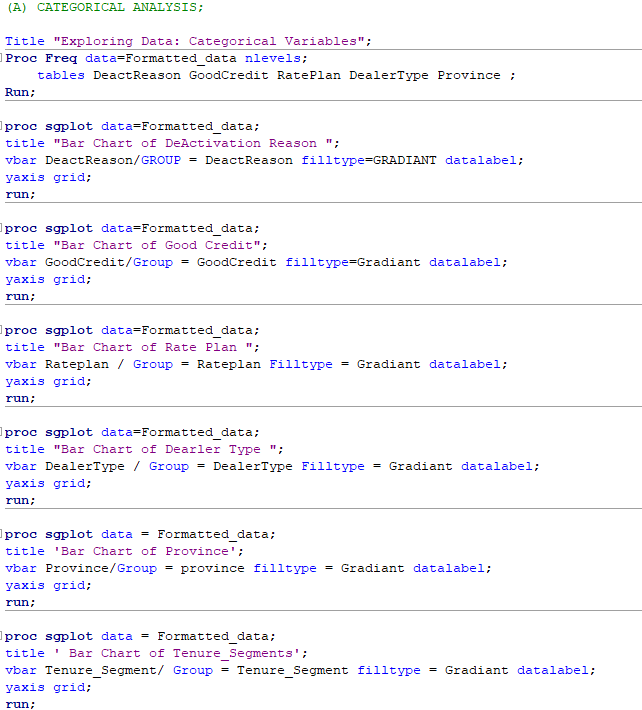 (A) CATEGORICAL ANALYSIS;
Title "Exploring Data: Categorical Variables";
Proc Freq data=Formatted_data nlevels;
tables DeactReason GoodCredit RatePlan DealerType Province ;
Run;
proc sgplot data=Formatted_data;
title "Bar Chart of DeActivation Reason ";
vbar DeactReason/GROUP = DeactReason filltype=GRADIANT datalabel;
yaxis grid;
run;
proc sgplot data=Formatted_data;
title "Bar Chart of Good Credit";
vbar GoodCredit/Group = GoodCredit filltype=Gradiant datalabel;
yaxis grid;
run;
proc sgplot data=Formatted_data;
title "Bar Chart of Rate Plan ";
vbar Rateplan / Group = Rateplan Filltype = Gradiant datalabel;
yaxis grid;
run;
proc sgplot data=Formatted_data;
title "Bar Chart of Dearler Type ";
vbar DealerType / Group = DealerType Filltype = Gradiant datalabel;
yaxis grid;
run;
proc sgplot data = Formatted_data;
title 'Bar Chart of Province';
vbar Province/Group = province filltype = Gradiant datalabel;
yaxis grid;
run;
proc sgplot data = Formatted_data;
title ' Bar Chart of Tenure_Segments';
vbar Tenure_Segment/ Group = Tenure_Segment filltype = Gradiant datalabel;
yaxis grid;
run;